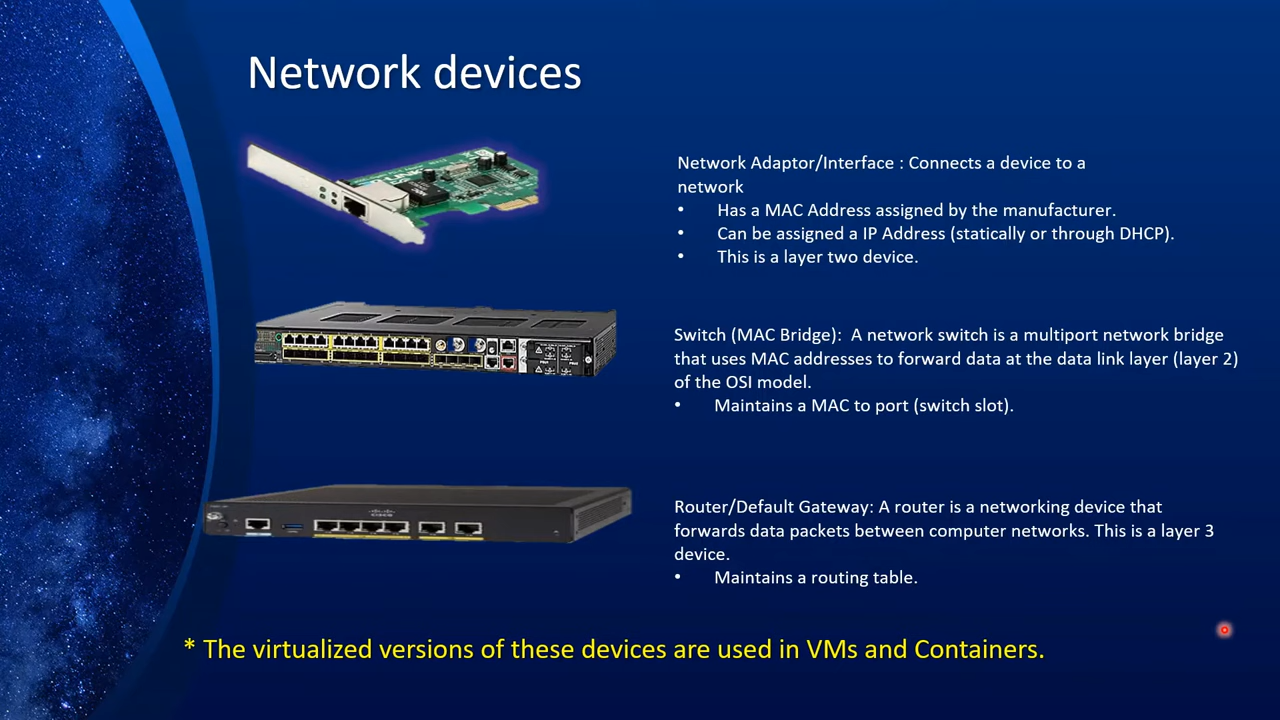 Network devices
Network Adaptor/Interface : Connects a device to a
network
• Has a MAC Address assigned by the manufacturer.
• Can be assigned a IP Address (statically or through DHCP).
• This is a layer two device.
Switch (MAC Bridge):  A network switch is a multiport network bridge
that uses MAC addresses to forward data at the data link layer (layer 2)
of the OSI model.
• Maintains a MAC to port (switch slot).
Router/Default Gateway: A router is a networking device that
forwards data packets between computer networks. This is a layer 3
device.
• Maintains a routing table.
* The virtualized versions of these devices are used in VMs and Containers.